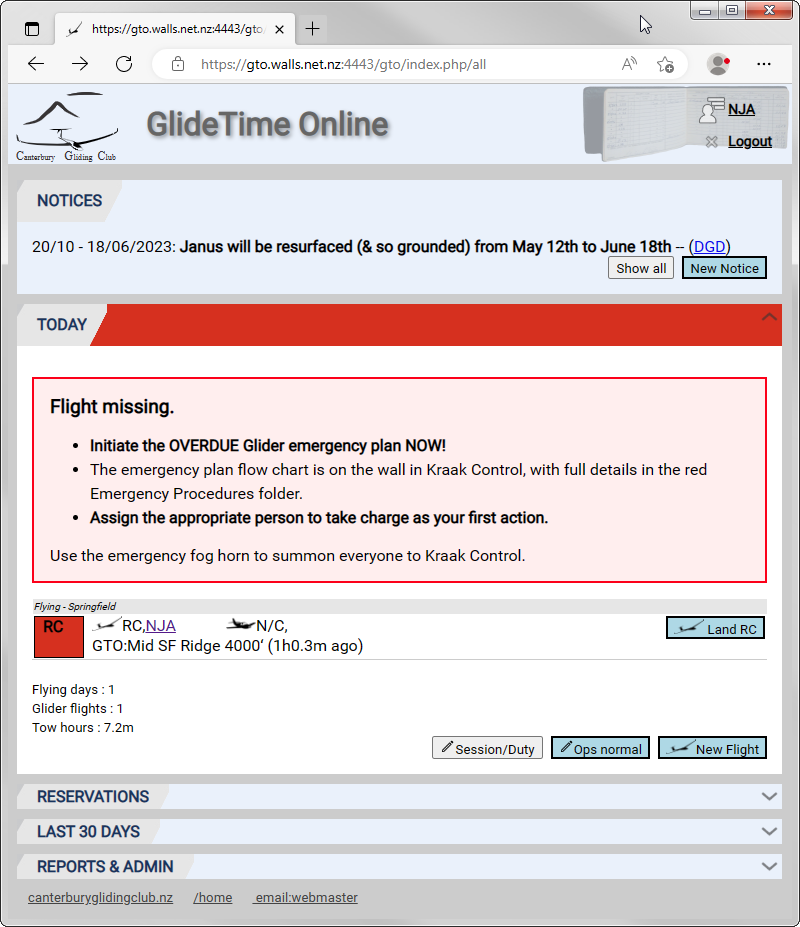 https://gto.walls.net.nz:4443/gto
https://gto.walls.net.nz:4443/gto/index.php/all
Canterbury Gliding Club
GlideTime Online
NJA
Logout
NOTICES
20/10 - 18/06/2023: Janus will be resurfaced (& so grounded) from May 12th to June 18th -- (DGD)
Show all
New Notice
TODAY
Flight missing.
• Initiate the OVERDUE Glider emergency plan NOW!
• The emergency plan flow chart is on the wall in Kraak Control, with full details in the red
Emergency Procedures folder.
• Assign the appropriate person to take charge as your first action.
Use the emergency fog horn to summon everyone to Kraak Control.
Flying - Springfield
RC
RC,NJA
N/C,
Land RC
GTO:Mid SF Ridge 4000‘ (1h0.3m ago)
Flying days : 1
Glider flights : 1
Tow hours : 7.2m
Session/Duty
Ops normal
New Flight
RESERVATIONS
LAST 30 DAYS
REPORTS & ADMIN
canterburyglidingclub.nz
/home
email:webmaster